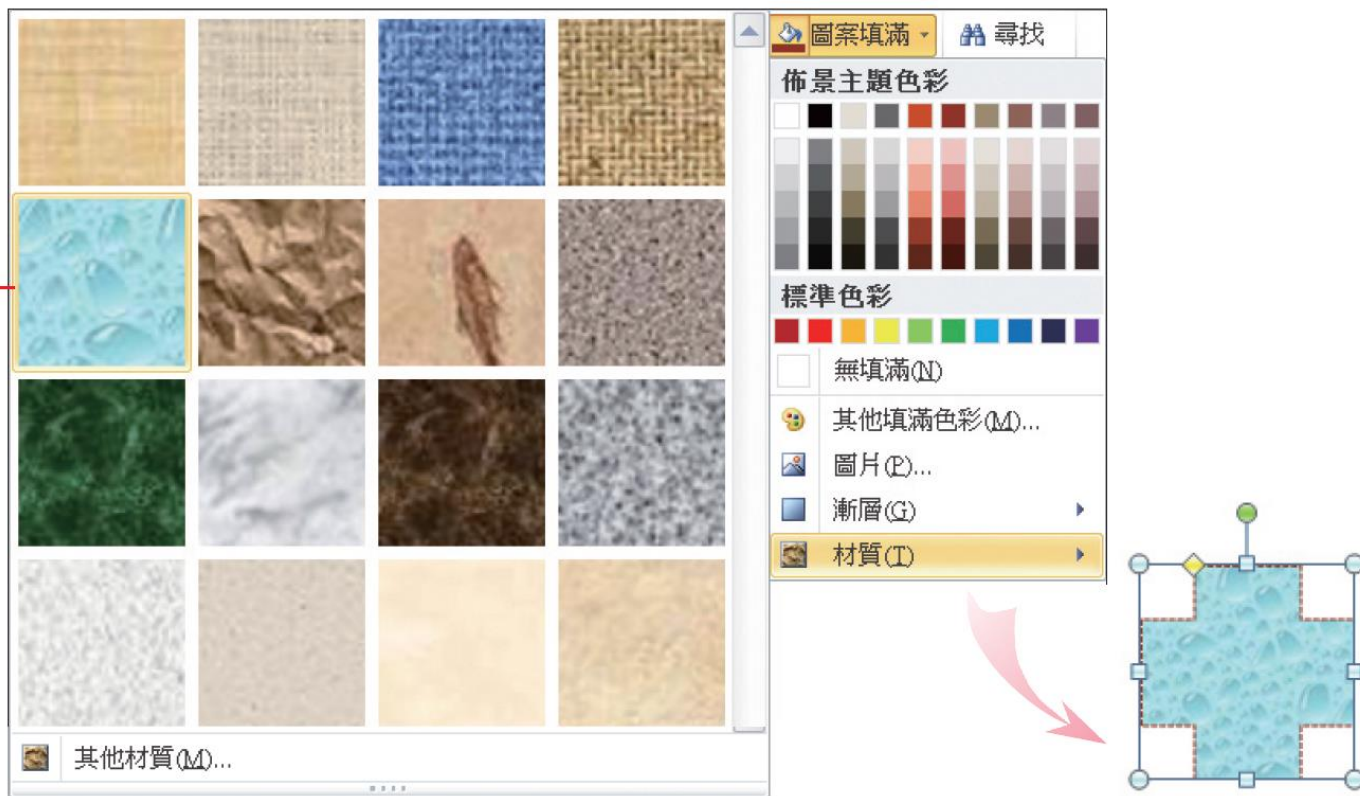 圖案填滿 尋找
佈景主題色彩
標準色彩
無填滿(N)
其他填滿色彩(M)...
圖片(P)...
漸層(G)
材質(T)
其他材質(M)...